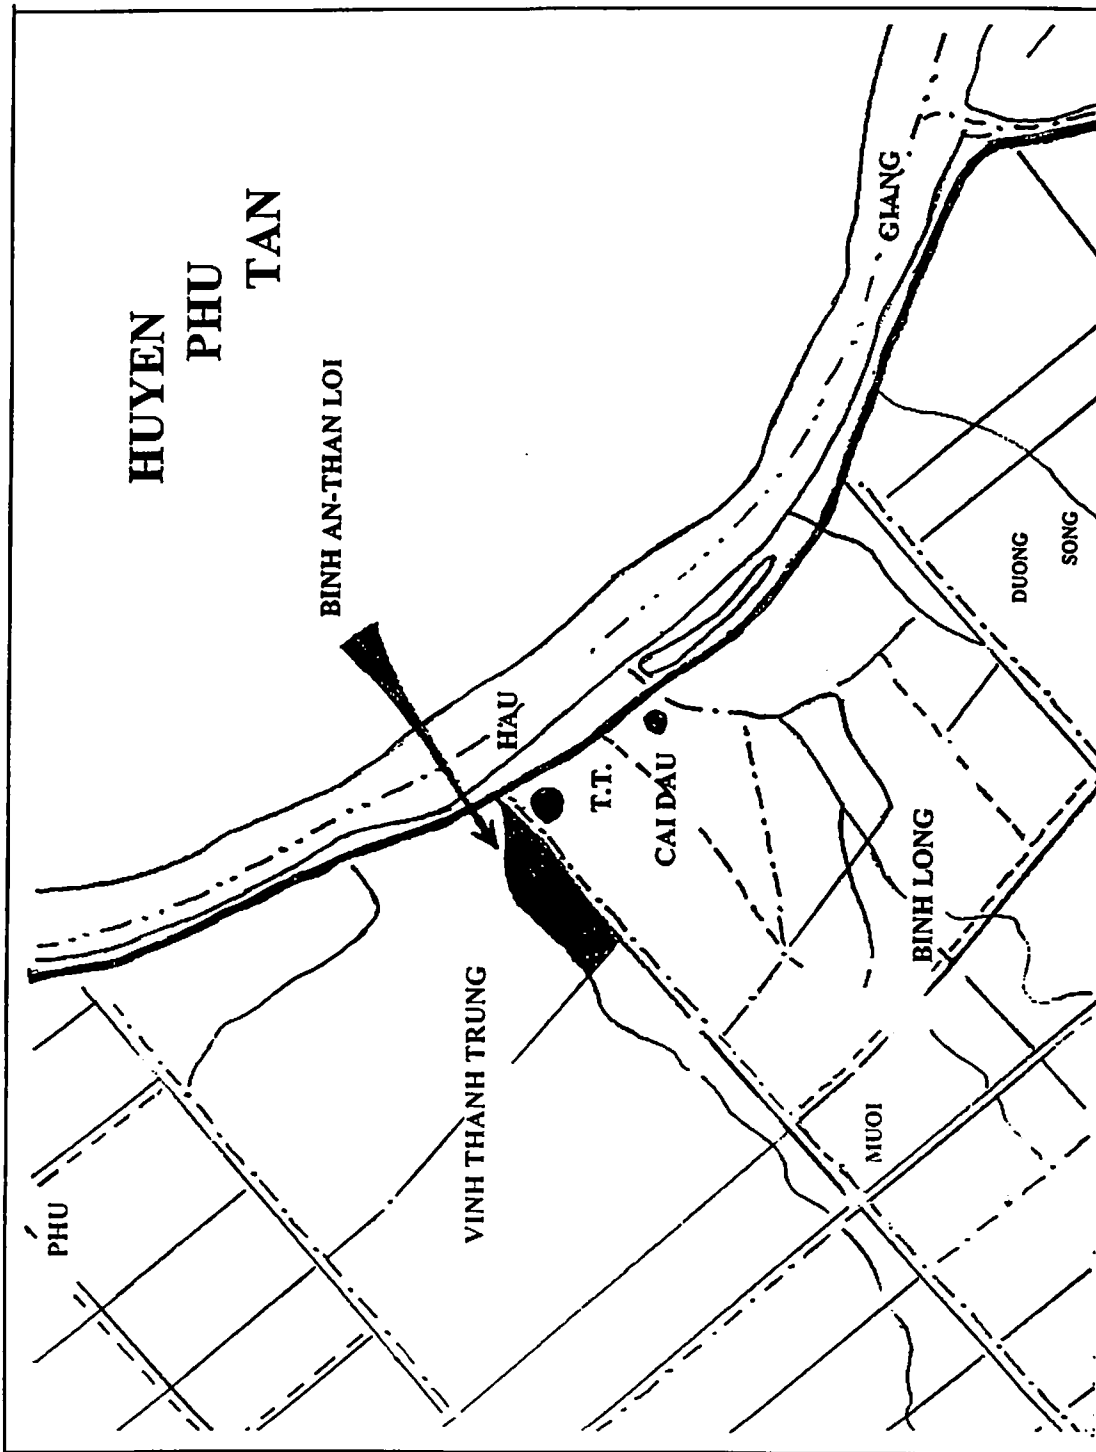 HUYEN
PHU
TAN
BINH AN-THAN LOI
GIANG
HAU
T.T.
CAI DAU
DUONG
SONG
BINH LONG
VINH THANH TRUNG
MUOI
PHU